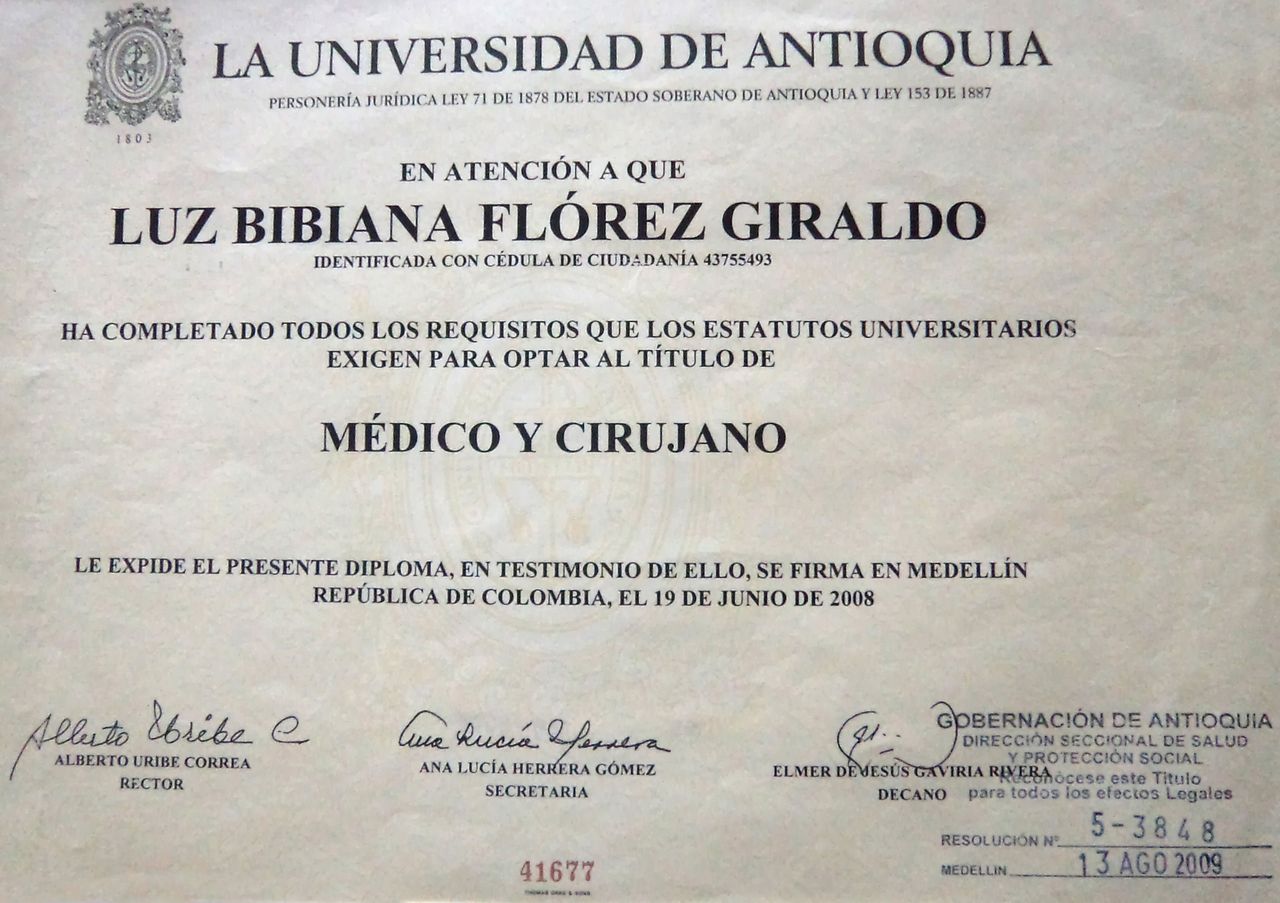 LA UNIVERSIDAD DE ANTIOQUIA
PERSONERÍA JURÍDICA LEY 71 DE 1878 DEL ESTADO SOBERANO DE ANTIOQUIA Y LEY 153 DE 1887
1803
EN ATENCIÓN A QUE
LUZ BIBIANA FLÓREZ GIRALDO
IDENTIFICADA CON CÉDULA DE CIUDADANÍA 43755493
HA COMPLETADO TODOS LOS REQUISITOS QUE LOS ESTATUTOS UNIVERSITARIOS
EXIGEN PARA OPTAR AL TÍTULO DE
MÉDICO Y CIRUJANO
LE EXPIDE EL PRESENTE DIPLOMA, EN TESTIMONIO DE ELLO, SE FIRMA EN MEDELLÍN
REPÚBLICA DE COLOMBIA, EL 19 DE JUNIO DE 2008
Alberto Uribe C
ALBERTO URIBE CORREA
RECTOR
Ana Lucía Herrera
ANA LUCÍA HERRERA GÓMEZ
SECRETARIA
ELMER DE JESÚS GAVIRIA RIVERA
DECANO
GOBERNACIÓN DE ANTIOQUIA
DIRECCIÓN SECCIONAL DE SALUD
Y PROTECCIÓN SOCIAL
Reconócese este Titulo
para todos los efectos Legales
RESOLUCIÓN Nº 5-3848
MEDELLIN 13 AGO 2009
41677